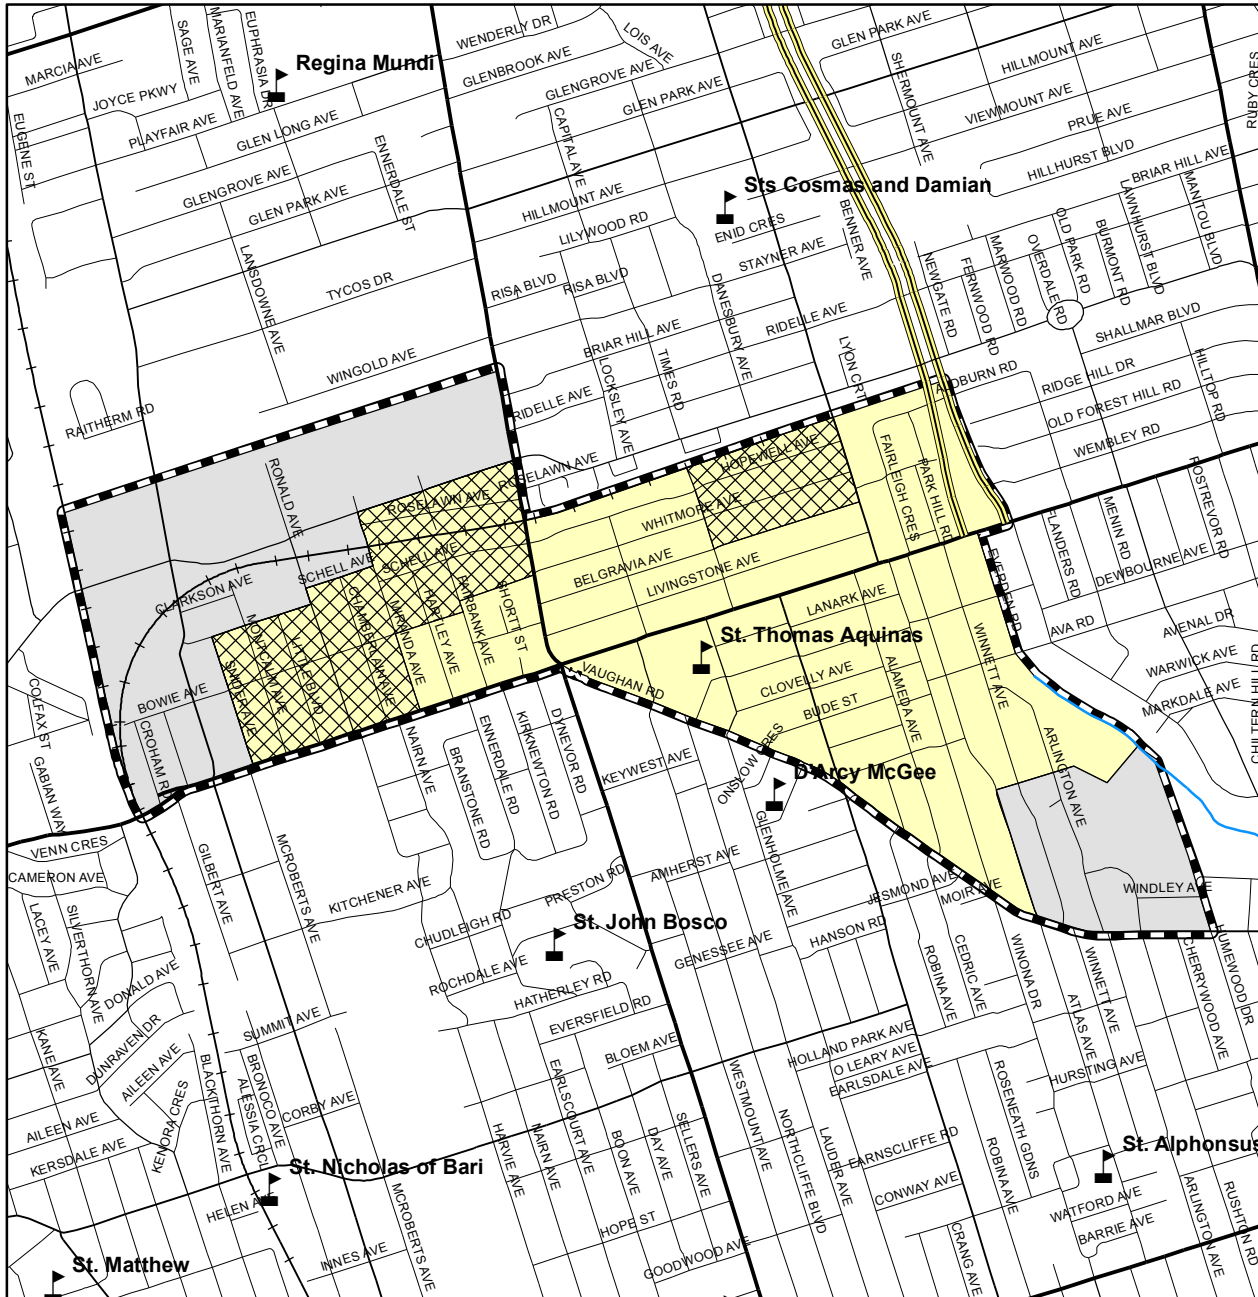 MARCIA AVE
SAGE AVE
MARIANFELD AVE
EUPHRASIA DR
Regina Mundi
WENDERLY DR
LOIS AVE
GLEN PARK AVE
HILLMOUNT AVE
RUBY CRES
GLENBROOK AVE
GLENGROVE AVE
GLEN PARK AVE
SHERMOUNT AVE
VIEWMOUNT AVE
PRUE AVE
JOYCE PKWY
PLAYFAIR AVE
GLEN LONG AVE
EUGENE ST
ENNERDALE ST
CAPITAL AVE
HILLHURST BLVD
BRIAR HILL AVE
GLENGROVE AVE
GLEN PARK AVE
HILLMOUNT AVE
Sts Cosmas and Damian
LAWNHURST BLVD
MANITOU BLVD
LILYWOOD RD
ENID CRES
BENNER AVE
OLD PARK RD
BURMONT RD
LANSDOWNE AVE
TYCOS DR
RISA BLVD
RISA BLVD
STAYNER AVE
DANESBURY AVE
NEWGATE RD
FERNWOOD RD
MARWOOD RD
OVERDALE RD
RIDELLE AVE
SHALLMAR BLVD
WINGOLD AVE
BRIAR HILL AVE
TIMES RD
LYON CRT
RIDGE HILL DR
HILLTOP RD
LOCKSLEY AVE
RIDELLE AVE
OLD FOREST HILL RD
RAITHERM RD
WEMBLEY RD
HOPEWELL AVE
FAIRLEIGH CRES
PARK HILL RD
ROSELAWN AVE
RONALD AVE
ROSELAWN AVE
WHITMORE AVE
ROSTREVOR RD
MENIN RD
FLANDERS RD
DEWBOURNE AVE
SCHELL AVE
SCHELL AVE
BELGRAVIA AVE
LIVINGSTONE AVE
EVERDEN RD
CLARKSON AVE
CHAMBERLAIN AVE
MIRANDA AVE
HARTLEY AVE
FAIRBANK AVE
SHORTT ST
LANARK AVE
AVA RD
AVENAL DR
St. Thomas Aquinas
WINNETT AVE
WARWICK AVE
MONTCALM AVE
LITTLE BLVD
SNIDER AVE
VAUGHAN RD
CLOVELLY AVE
ALAMEDA AVE
MARKDALE AVE
CHILTERN HILL RD
BOWIE AVE
BUDE ST
COLFAX ST
CROHAM RD
GABIAN WAY
NAIRN AVE
BRANSTONE RD
ENNERDALE RD
KIRKNEWTON RD
DYNEVOR RD
KEYWEST AVE
ONSLOW CRES
ARLINGTON AVE
D'Arcy McGee
VENN CRES
CAMERON AVE
GILBERT AVE
MCROBERTS AVE
GLENHOLME AVE
AMHERST AVE
KITCHENER AVE
PRESTON RD
JESMOND AVE
MOIR AVE
WINDLEY AVE
LACEY AVE
SILVERTHORN AVE
CHUDLEIGH RD
St. John Bosco
HANSON RD
GENESSEE AVE
ROCHDALE AVE
HATHERLEY RD
DONALD AVE
ROBINA AVE
CEDRIC AVE
WINONA DR
WINNETT AVE
CHERRYWOOD AVE
HUMEWOOD DR
EVERSFIELD RD
SUMMIT AVE
DUNRAVEN DR
KANE AVE
AILEEN AVE
BLOEM AVE
HOLLAND PARK AVE
O LEARY AVE
EARLSDALE AVE
ATLAS AVE
HURSTING AVE
BLACKTHORN AVE
BRONOCO AVE
ALESSIA CRCL
CORBY AVE
EARLSCOURT AVE
WESTMOUNT AVE
ROSENEATH GDNS
AILEEN AVE
KERSDALE AVE
KENORA CRES
HARVIE AVE
NAIRN AVE
BOON AVE
DAY AVE
SELLERS AVE
NORTHCLIFFE BLVD
LAUDER AVE
EARNSCLIFFE RD
ROBINA AVE
St. Alphonsus
St. Nicholas of Bari
CONWAY AVE
WATFORD AVE
BARRIE AVE
ARLINGTON AVE
RUSHTON RD
MCROBERTS AVE
HOPE ST
CRANG AVE
INNES AVE
GOODWOOD AVE
St. Matthew